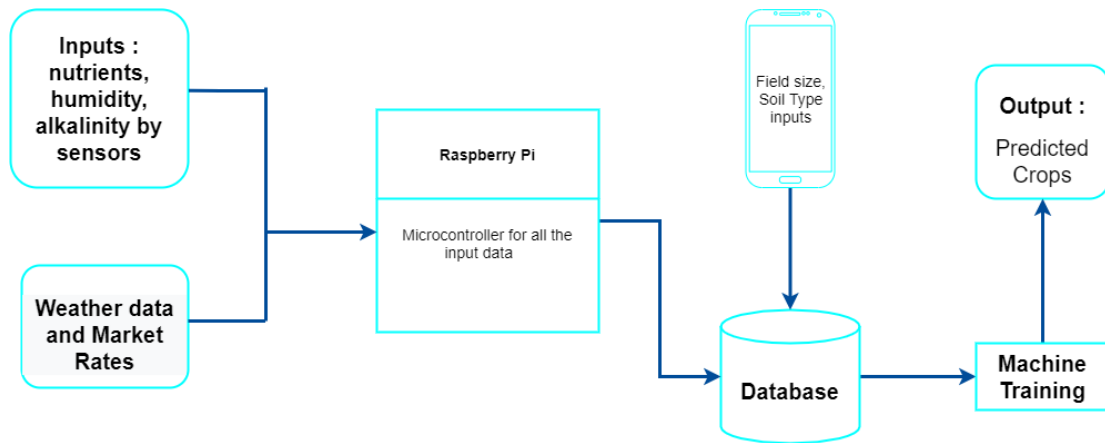 Inputs :
nutrients,
humidity,
alkalinity by
sensors
Weather data
and Market
Rates
Raspberry Pi
Microcontroller for all the
input data
Field size,
Soil Type
inputs
Database
Machine
Training
Output :
Predicted
Crops